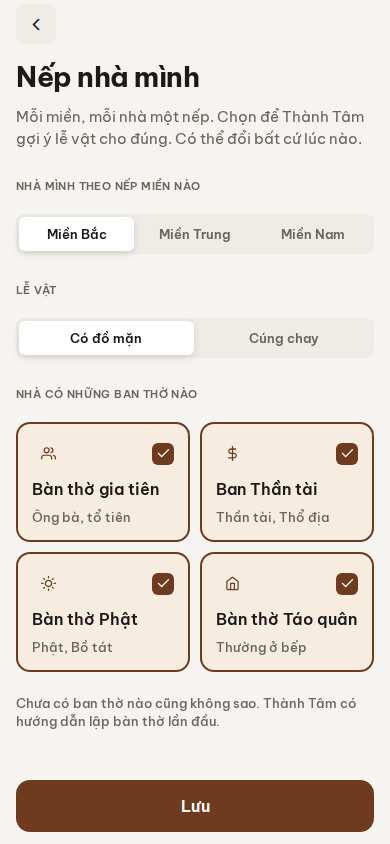 Nếp nhà mình
Mỗi miền, mỗi nhà một nếp. Chọn để Thành Tâm
gợi ý lễ vật cho đúng. Có thể đổi bất cứ lúc nào.
NHÀ MÌNH THEO NẾP MIỀN NÀO
Miền Bắc Miền Trung Miền Nam
LỄ VẬT
Có đồ mặn Cúng chay
NHÀ CÓ NHỮNG BAN THỜ NÀO
Bàn thờ gia tiên
Ông bà, tổ tiên
Ban Thần tài
Thần tài, Thổ địa
Bàn thờ Phật
Phật, Bồ tát
Bàn thờ Táo quân
Thường ở bếp
Chưa có ban thờ nào cũng không sao. Thành Tâm có
hướng dẫn lập bàn thờ lần đầu.
Lưu